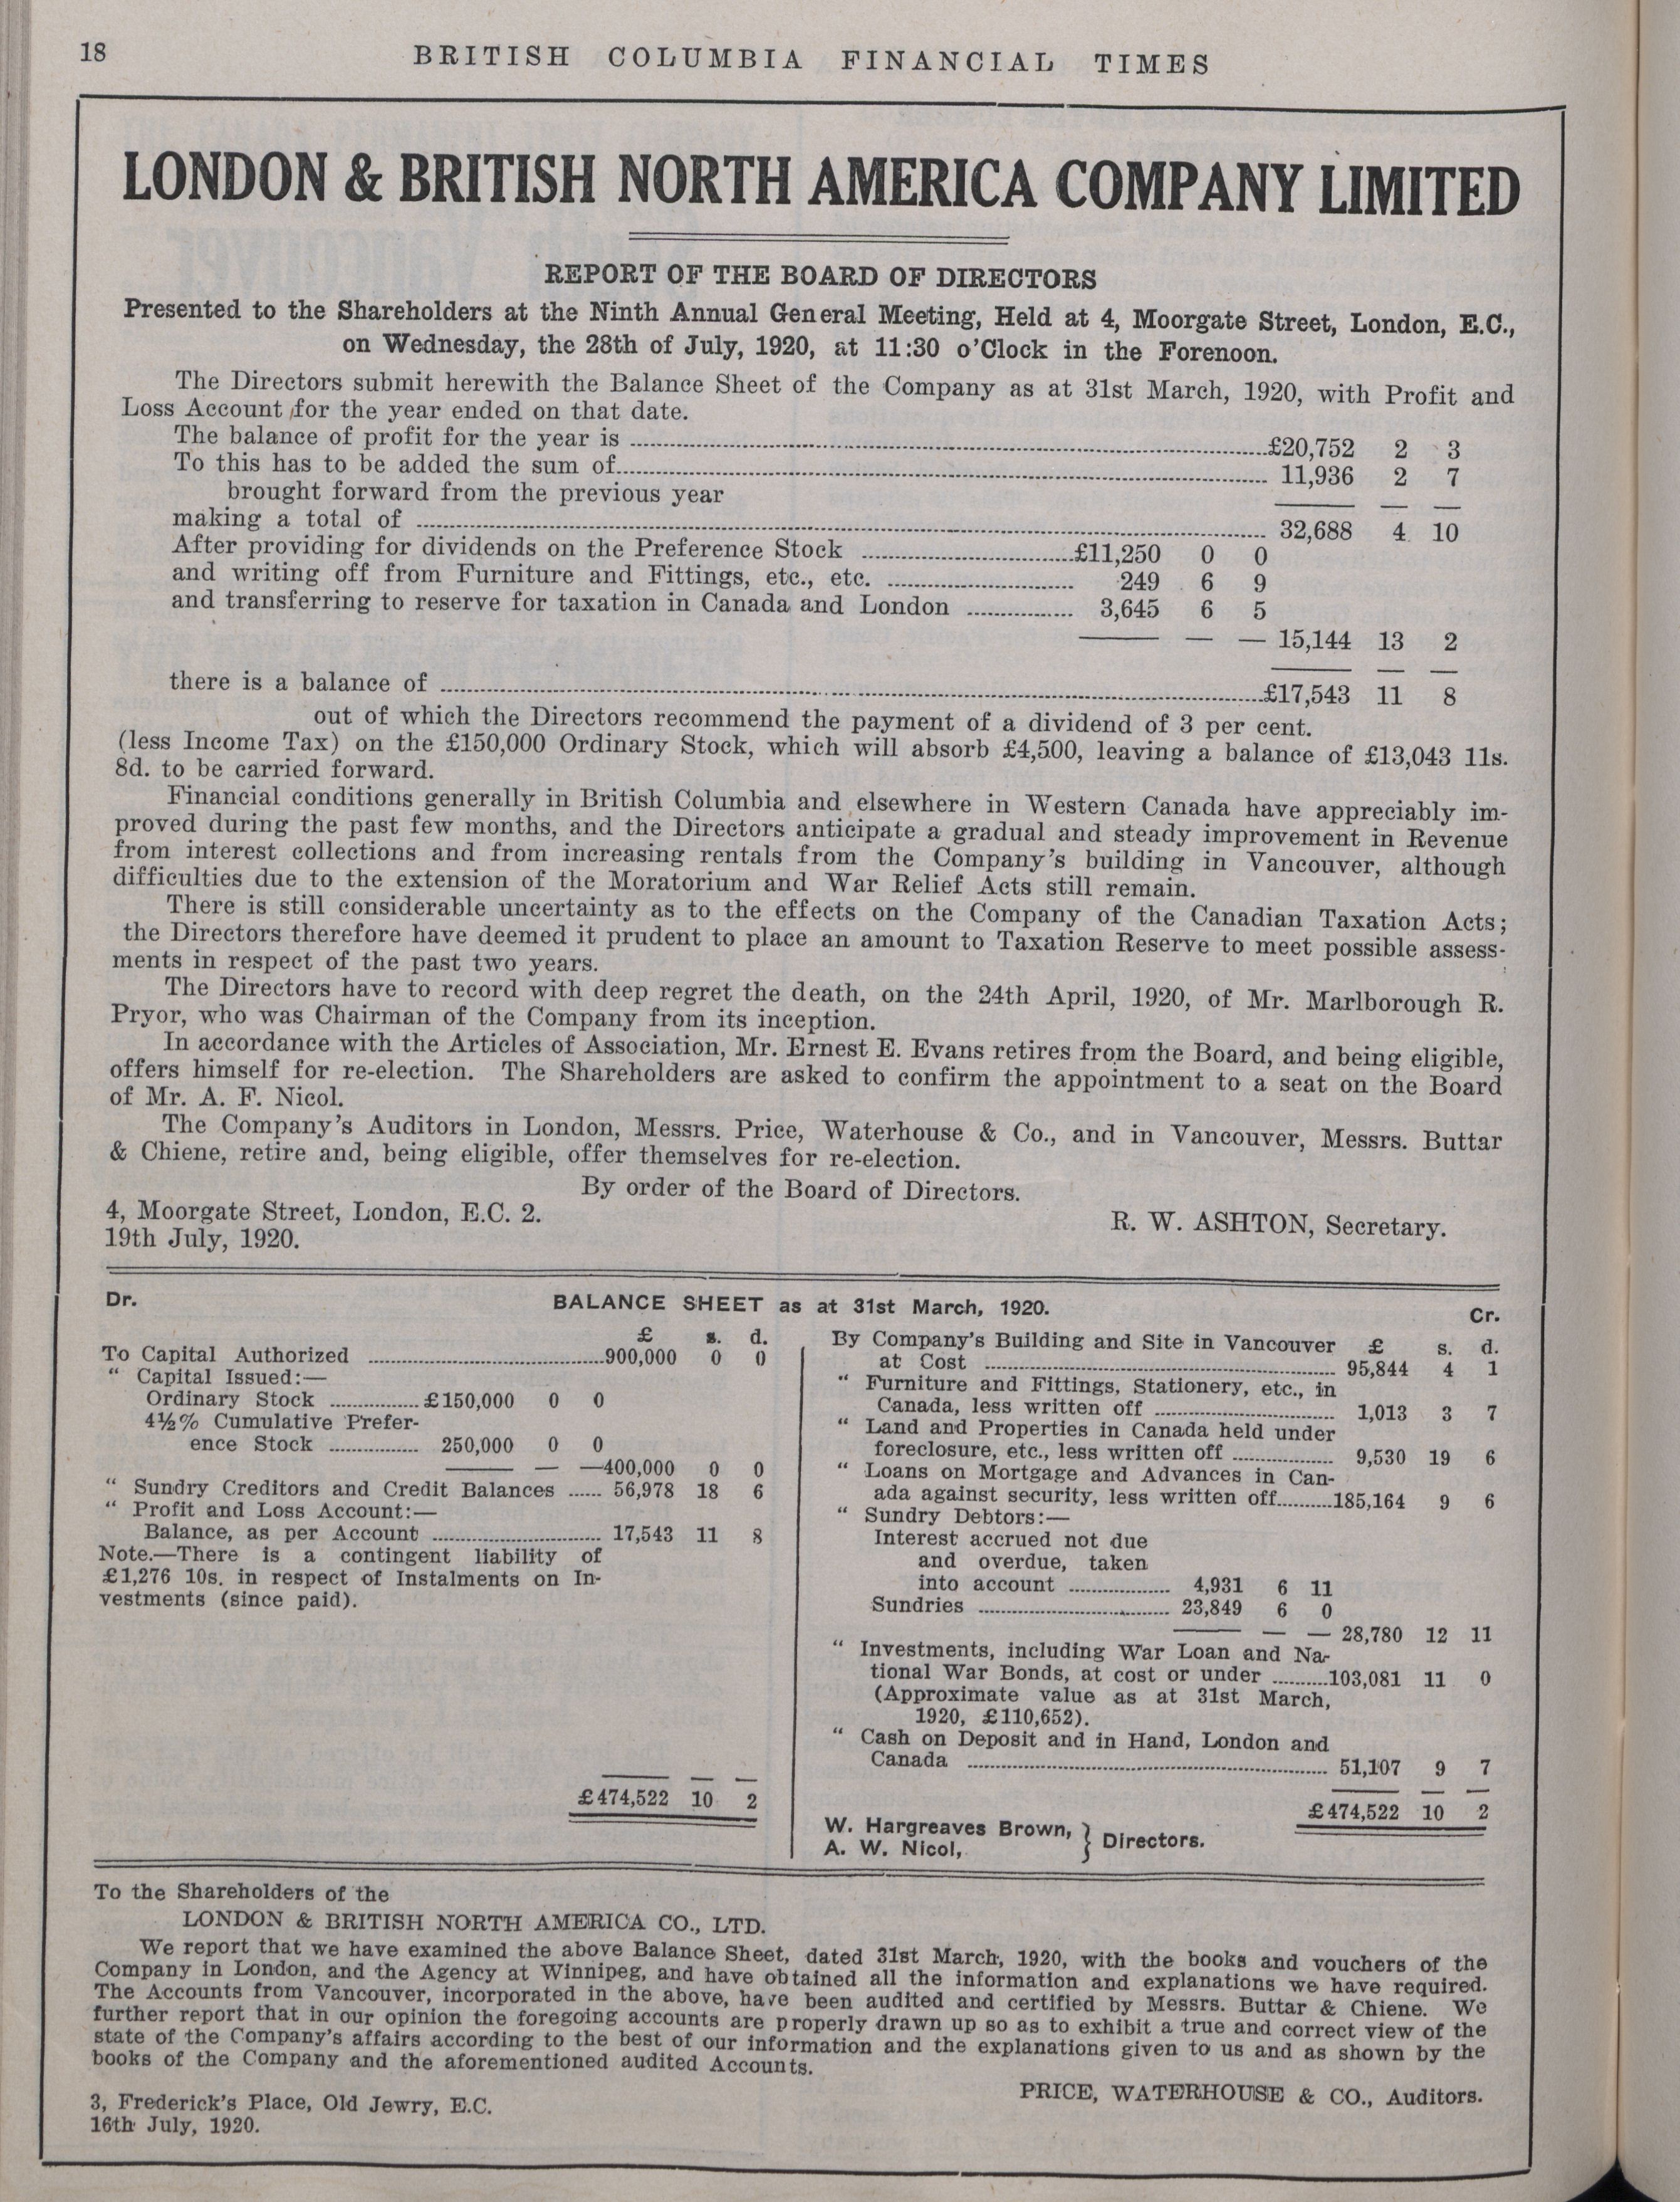 18
BRITISH COLUMBIA FINANCIAL TIMES
LONDON & BRITISH NORTH AMERICA COMPANY LIMITED
REPORT OF THE BOARD OF DIRECTORS
Presented to the Shareholders at the Ninth Annual General Meeting, Held at 4, Moorgate Street, London, E.C.,
on Wednesday, the 28th of July, 1920, at 11:30 o'Clock in the Forenoon.
The Directors submit herewith the Balance Sheet of the Company as at 31st March, 1920, with Profit and
Loss Account for the year ended on that date.
The balance of profit for the year is ........ £20,752 2 3
To this has to be added the sum of ........ 11,936 2 7
brought forward from the previous year
making a total of ........ 32,688 4 10
After providing for dividends on the Preference Stock ........ £11,250 0 0
and writing off from Furniture and Fittings, etc., etc. ........ 249 6 9
and transferring to reserve for taxation in Canada and London ........ 3,645 6 5
15,144 13 2
there is a balance of ........ £17,543 11 8
out of which the Directors recommend the payment of a dividend of 3 per cent.
(less Income Tax) on the £150,000 Ordinary Stock, which will absorb £4,500, leaving a balance of £13,043 11s.
8d. to be carried forward.
Financial conditions generally in British Columbia and elsewhere in Western Canada have appreciably im-
proved during the past few months, and the Directors anticipate a gradual and steady improvement in Revenue
from interest collections and from increasing rentals from the Company's building in Vancouver, although
difficulties due to the extension of the Moratorium and War Relief Acts still remain.
There is still considerable uncertainty as to the effects on the Company of the Canadian Taxation Acts;
the Directors therefore have deemed it prudent to place an amount to Taxation Reserve to meet possible assess-
ments in respect of the past two years.
The Directors have to record with deep regret the death, on the 24th April, 1920, of Mr. Marlborough R.
Pryor, who was Chairman of the Company from its inception.
In accordance with the Articles of Association, Mr. Ernest E. Evans retires from the Board, and being eligible,
offers himself for re-election. The Shareholders are asked to confirm the appointment to a seat on the Board
of Mr. A. F. Nicol.
The Company's Auditors in London, Messrs. Price, Waterhouse & Co., and in Vancouver, Messrs. Buttar
& Chiene, retire and, being eligible, offer themselves for re-election.
By order of the Board of Directors.
4, Moorgate Street, London, E.C. 2.
R. W. ASHTON, Secretary.
19th July, 1920.
Dr. BALANCE SHEET as at 31st March, 1920. Cr.
£ s. d.
To Capital Authorized ........ 900,000 0 0
" Capital Issued:—
Ordinary Stock ........ £150,000 0 0
4½% Cumulative Prefer-
ence Stock ........ 250,000 0 0
—400,000 0 0
" Sundry Creditors and Credit Balances ...... 56,978 18 6
" Profit and Loss Account:—
Balance, as per Account ........ 17,543 11 8
Note.—There is a contingent liability of
£1,276 10s. in respect of Instalments on In-
vestments (since paid).
£474,522 10 2
By Company's Building and Site in Vancouver £ s. d.
at Cost ........ 95,844 4 1
" Furniture and Fittings, Stationery, etc., in
Canada, less written off ........ 1,013 3 7
" Land and Properties in Canada held under
foreclosure, etc., less written off ........ 9,530 19 6
" Loans on Mortgage and Advances in Can-
ada against security, less written off ........ 185,164 9 6
" Sundry Debtors:—
Interest accrued not due
and overdue, taken
into account ........ 4,931 6 11
Sundries ........ 23,849 6 0
28,780 12 11
" Investments, including War Loan and Na-
tional War Bonds, at cost or under ........ 103,081 11 0
(Approximate value as at 31st March,
1920, £110,652).
" Cash on Deposit and in Hand, London and
Canada ........ 51,107 9 7
£474,522 10 2
W. Hargreaves Brown,
A. W. Nicol, } Directors.
To the Shareholders of the
LONDON & BRITISH NORTH AMERICA CO., LTD.
We report that we have examined the above Balance Sheet, dated 31st March, 1920, with the books and vouchers of the
Company in London, and the Agency at Winnipeg, and have obtained all the information and explanations we have required.
The Accounts from Vancouver, incorporated in the above, have been audited and certified by Messrs. Buttar & Chiene. We
further report that in our opinion the foregoing accounts are properly drawn up so as to exhibit a true and correct view of the
state of the Company's affairs according to the best of our information and the explanations given to us and as shown by the
books of the Company and the aforementioned audited Accounts.
PRICE, WATERHOUSE & CO., Auditors.
3, Frederick's Place, Old Jewry, E.C.
16th July, 1920.